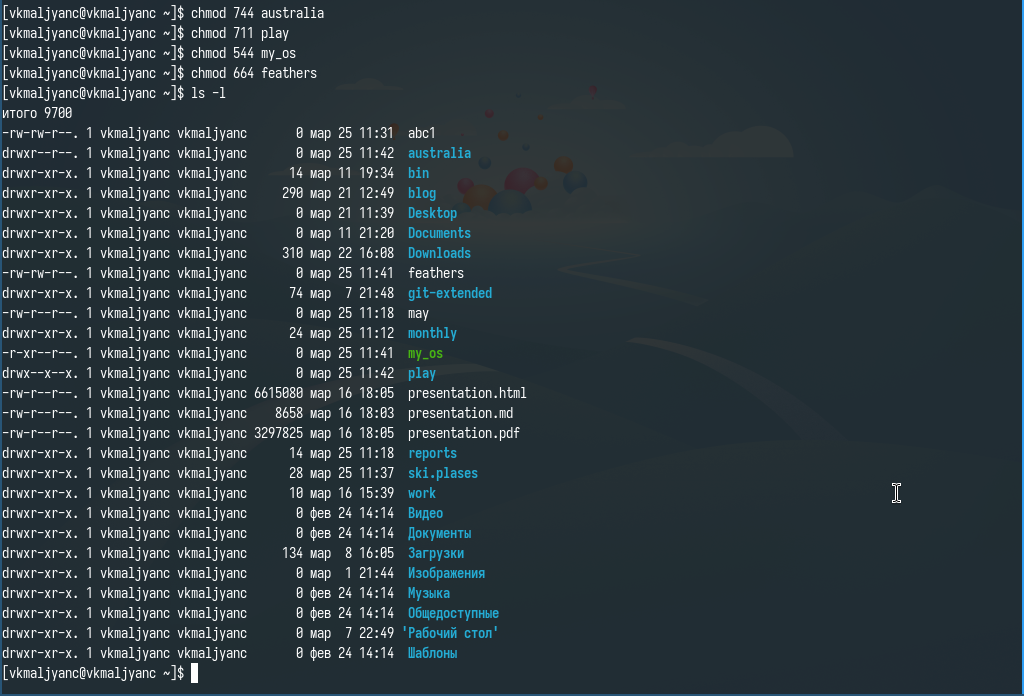 [vkmaljyanc@vkmaljyanc ~]$ chmod 744 australia
[vkmaljyanc@vkmaljyanc ~]$ chmod 711 play
[vkmaljyanc@vkmaljyanc ~]$ chmod 544 my_os
[vkmaljyanc@vkmaljyanc ~]$ chmod 664 feathers
[vkmaljyanc@vkmaljyanc ~]$ ls -l
итого 9700
-rw-rw-r--. 1 vkmaljyanc vkmaljyanc       0 мар 25 11:31  abc1
drwxr--r--. 1 vkmaljyanc vkmaljyanc       0 мар 25 11:42  australia
drwxr-xr-x. 1 vkmaljyanc vkmaljyanc      14 мар 11 19:34  bin
drwxr-xr-x. 1 vkmaljyanc vkmaljyanc     290 мар 21 12:49  blog
drwxr-xr-x. 1 vkmaljyanc vkmaljyanc       0 мар 21 11:39  Desktop
drwxr-xr-x. 1 vkmaljyanc vkmaljyanc       0 мар 11 21:20  Documents
drwxr-xr-x. 1 vkmaljyanc vkmaljyanc     310 мар 22 16:08  Downloads
-rw-rw-r--. 1 vkmaljyanc vkmaljyanc       0 мар 25 11:41  feathers
drwxr-xr-x. 1 vkmaljyanc vkmaljyanc      74 мар  7 21:48  git-extended
-rw-r--r--. 1 vkmaljyanc vkmaljyanc       0 мар 25 11:18  may
drwxr-xr-x. 1 vkmaljyanc vkmaljyanc      24 мар 25 11:12  monthly
-r-xr--r--. 1 vkmaljyanc vkmaljyanc       0 мар 25 11:41  my_os
drwx--x--x. 1 vkmaljyanc vkmaljyanc       0 мар 25 11:42  play
-rw-r--r--. 1 vkmaljyanc vkmaljyanc 6615080 мар 16 18:05  presentation.html
-rw-r--r--. 1 vkmaljyanc vkmaljyanc    8658 мар 16 18:03  presentation.md
-rw-r--r--. 1 vkmaljyanc vkmaljyanc 3297825 мар 16 18:05  presentation.pdf
drwxr-xr-x. 1 vkmaljyanc vkmaljyanc      14 мар 25 11:18  reports
drwxr-xr-x. 1 vkmaljyanc vkmaljyanc      28 мар 25 11:37  ski.plases
drwxr-xr-x. 1 vkmaljyanc vkmaljyanc      10 мар 16 15:39  work
drwxr-xr-x. 1 vkmaljyanc vkmaljyanc       0 фев 24 14:14  Видео
drwxr-xr-x. 1 vkmaljyanc vkmaljyanc       0 фев 24 14:14  Документы
drwxr-xr-x. 1 vkmaljyanc vkmaljyanc     134 мар  8 16:05  Загрузки
drwxr-xr-x. 1 vkmaljyanc vkmaljyanc       0 мар  1 21:44  Изображения
drwxr-xr-x. 1 vkmaljyanc vkmaljyanc       0 фев 24 14:14  Музыка
drwxr-xr-x. 1 vkmaljyanc vkmaljyanc       0 фев 24 14:14  Общедоступные
drwxr-xr-x. 1 vkmaljyanc vkmaljyanc       0 мар  7 22:49 'Рабочий стол'
drwxr-xr-x. 1 vkmaljyanc vkmaljyanc       0 фев 24 14:14  Шаблоны
[vkmaljyanc@vkmaljyanc ~]$